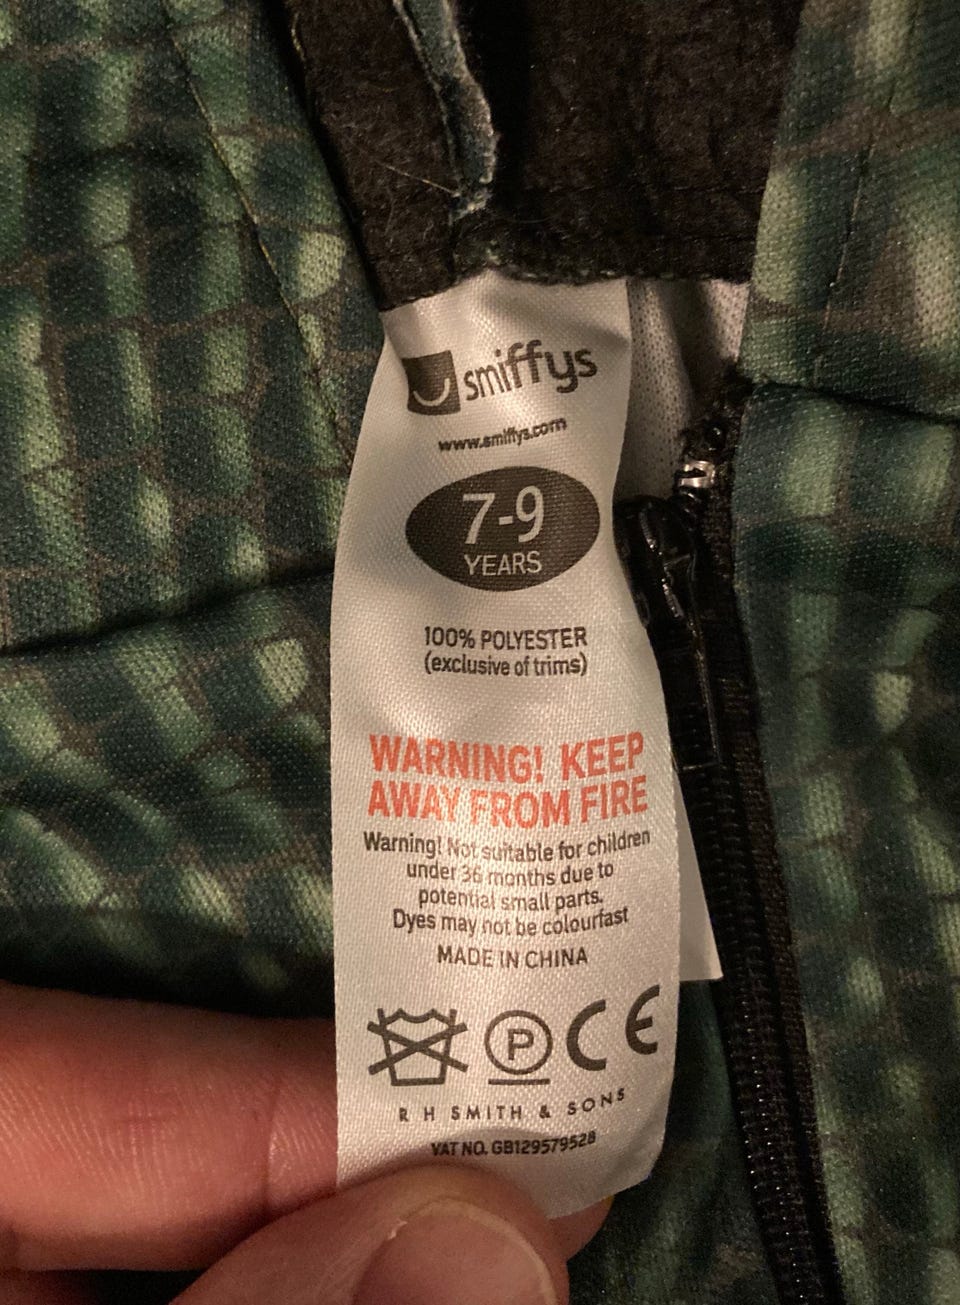 smiffys
www.smiffys.com
7-9
YEARS
100% POLYESTER
(exclusive of trims)
WARNING! KEEP
AWAY FROM FIRE
Warning! Not suitable for children
under 36 months due to
potential small parts.
Dyes may not be colourfast
MADE IN CHINA
P CE
R H SMITH & SONS
VAT NO. GB129579528